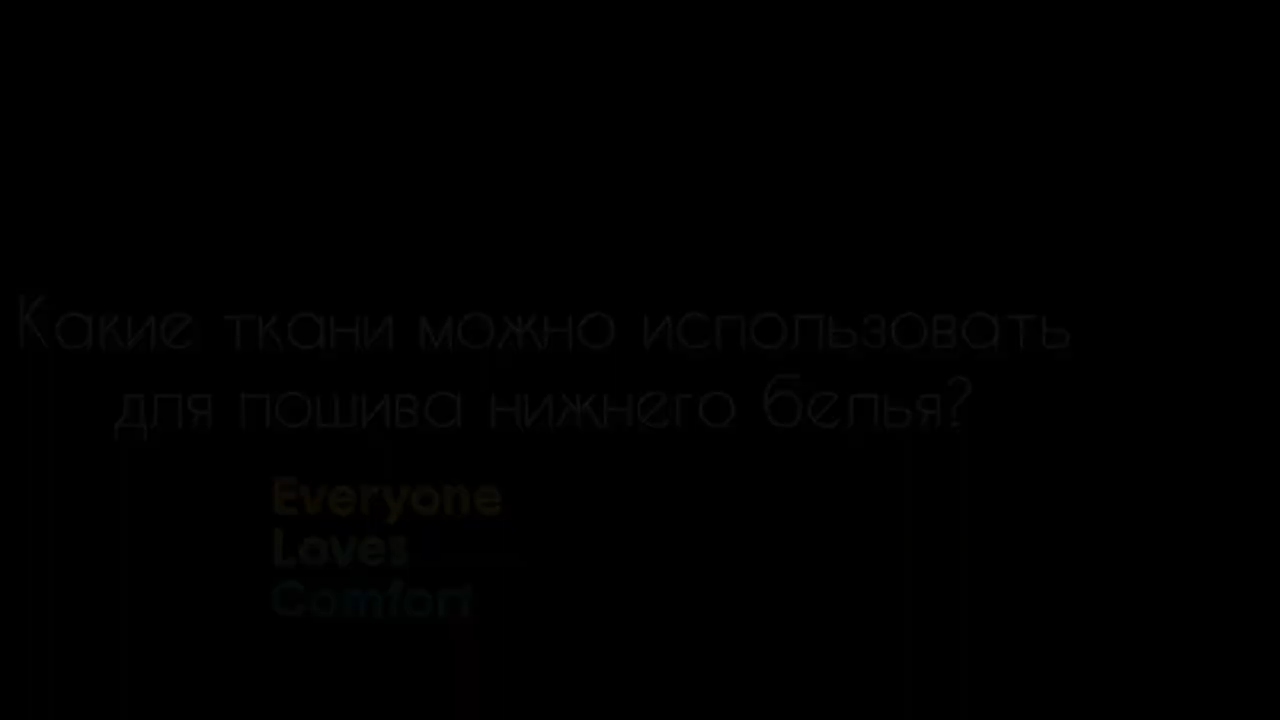 Какие ткани можно использовать
для пошива нижнего белья?
Everyone
Loves
Comfort